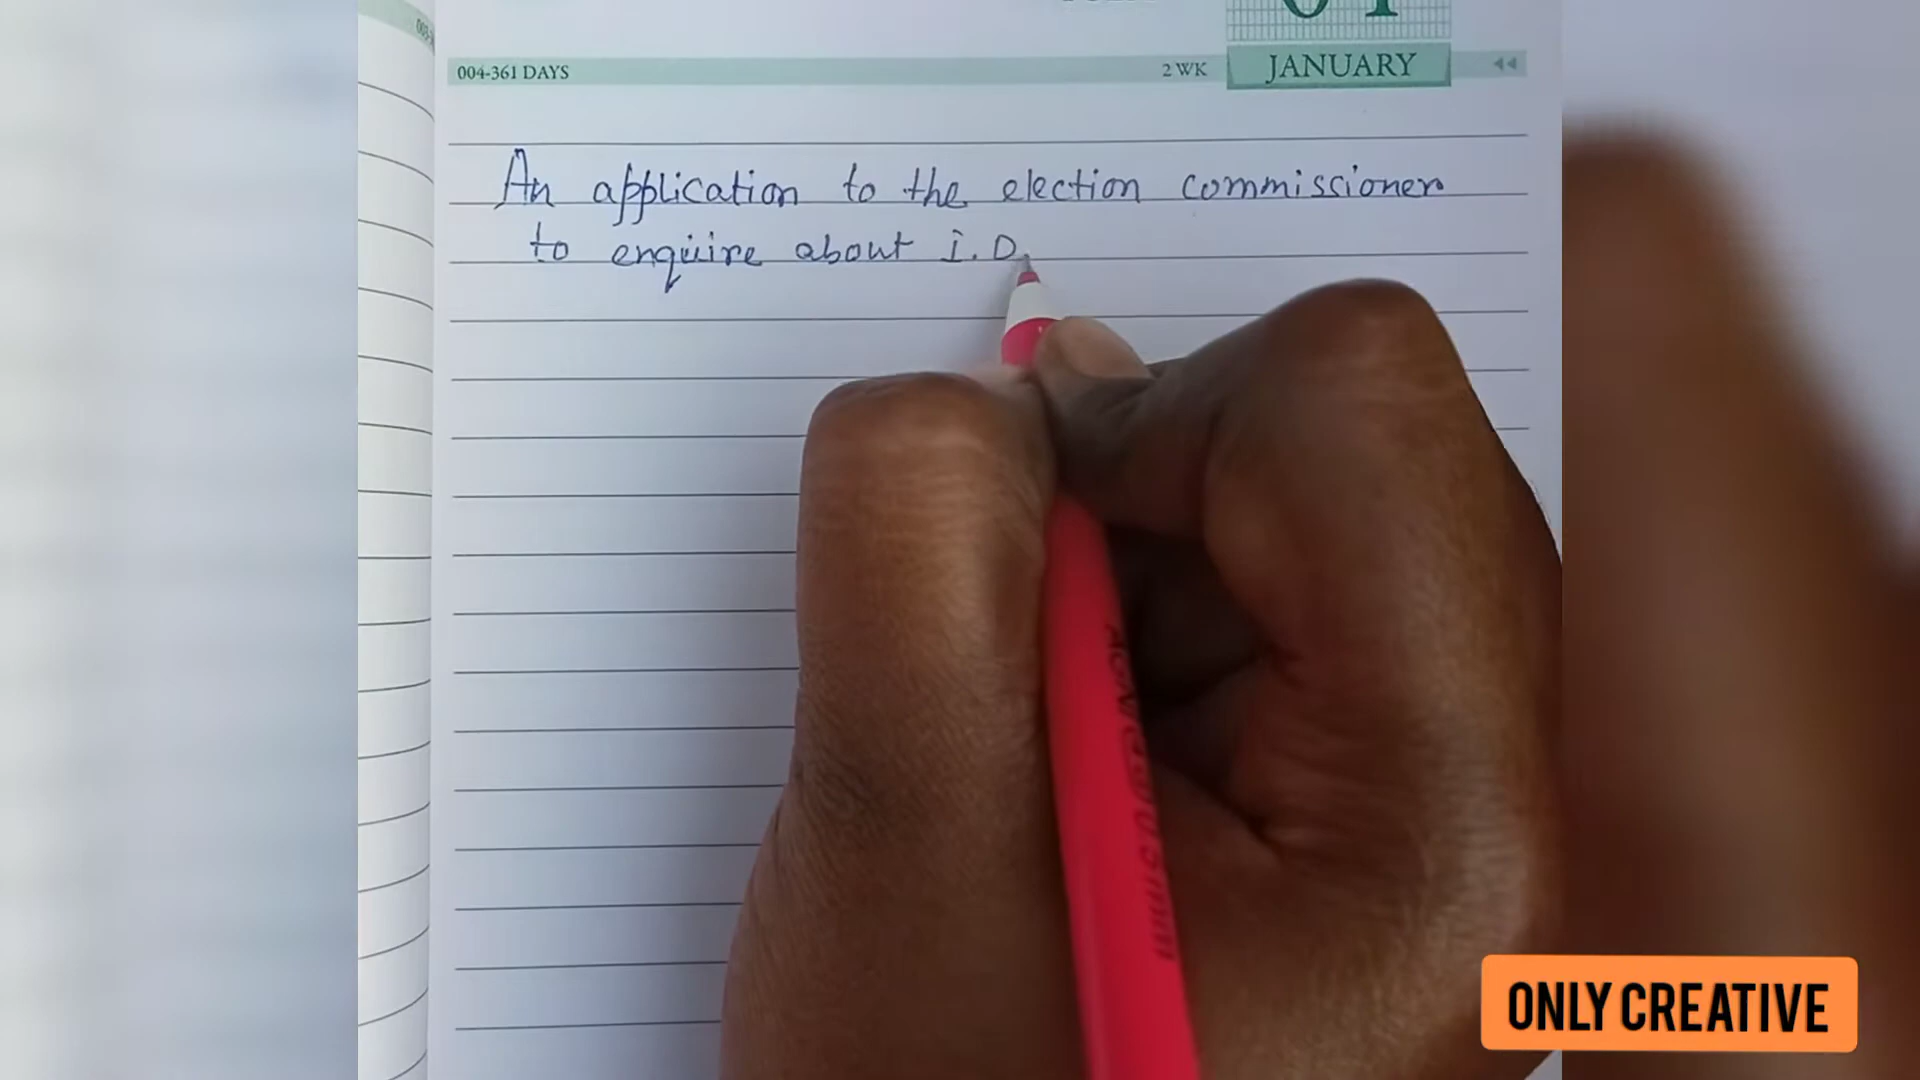 004-361 DAYS
2 WK
JANUARY
An application to the election commissioner
to enquire about I.D.
ONLY CREATIVE